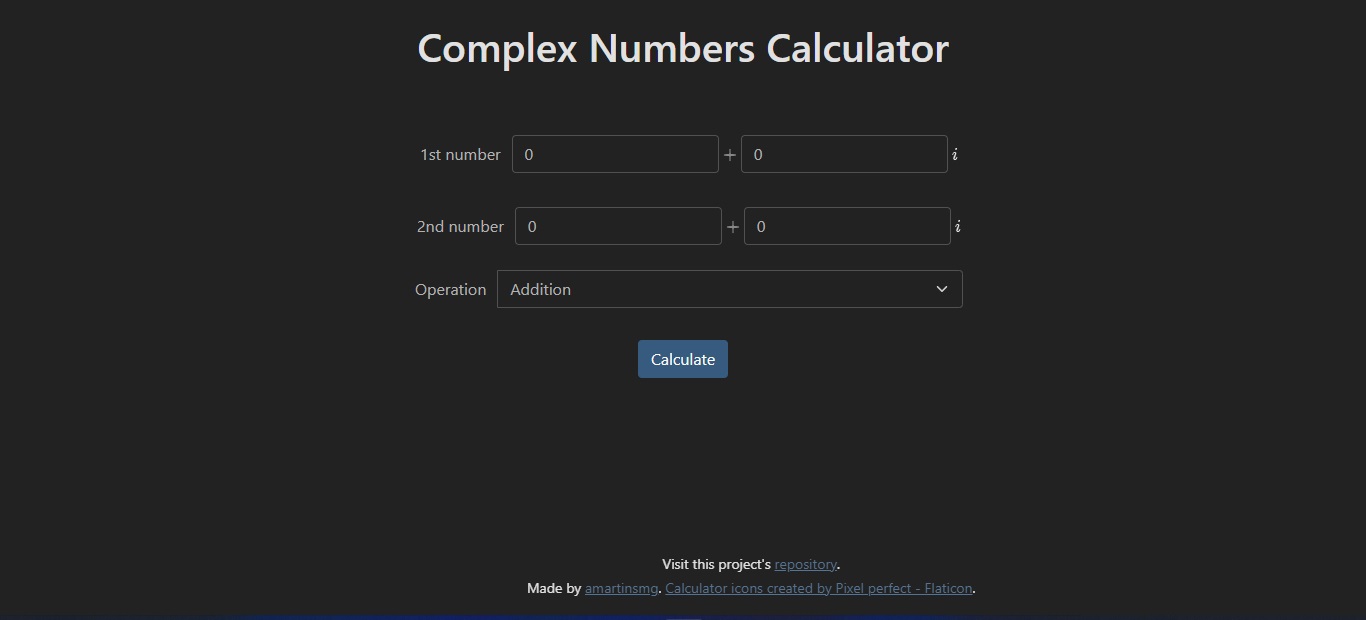 Complex Numbers Calculator
1st number 0 + 0 i
2nd number 0 + 0 i
Operation Addition
Calculate
Visit this project's repository.
Made by amartinsmg. Calculator icons created by Pixel perfect - Flaticon.